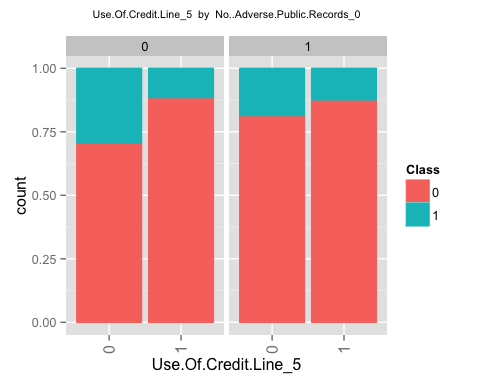 Use.Of.Credit.Line_5 by No..Adverse.Public.Records_0
0 1
1.00
0.75
0.50
0.25
0.00
count
0 1 0 1
Use.Of.Credit.Line_5
Class
0
1